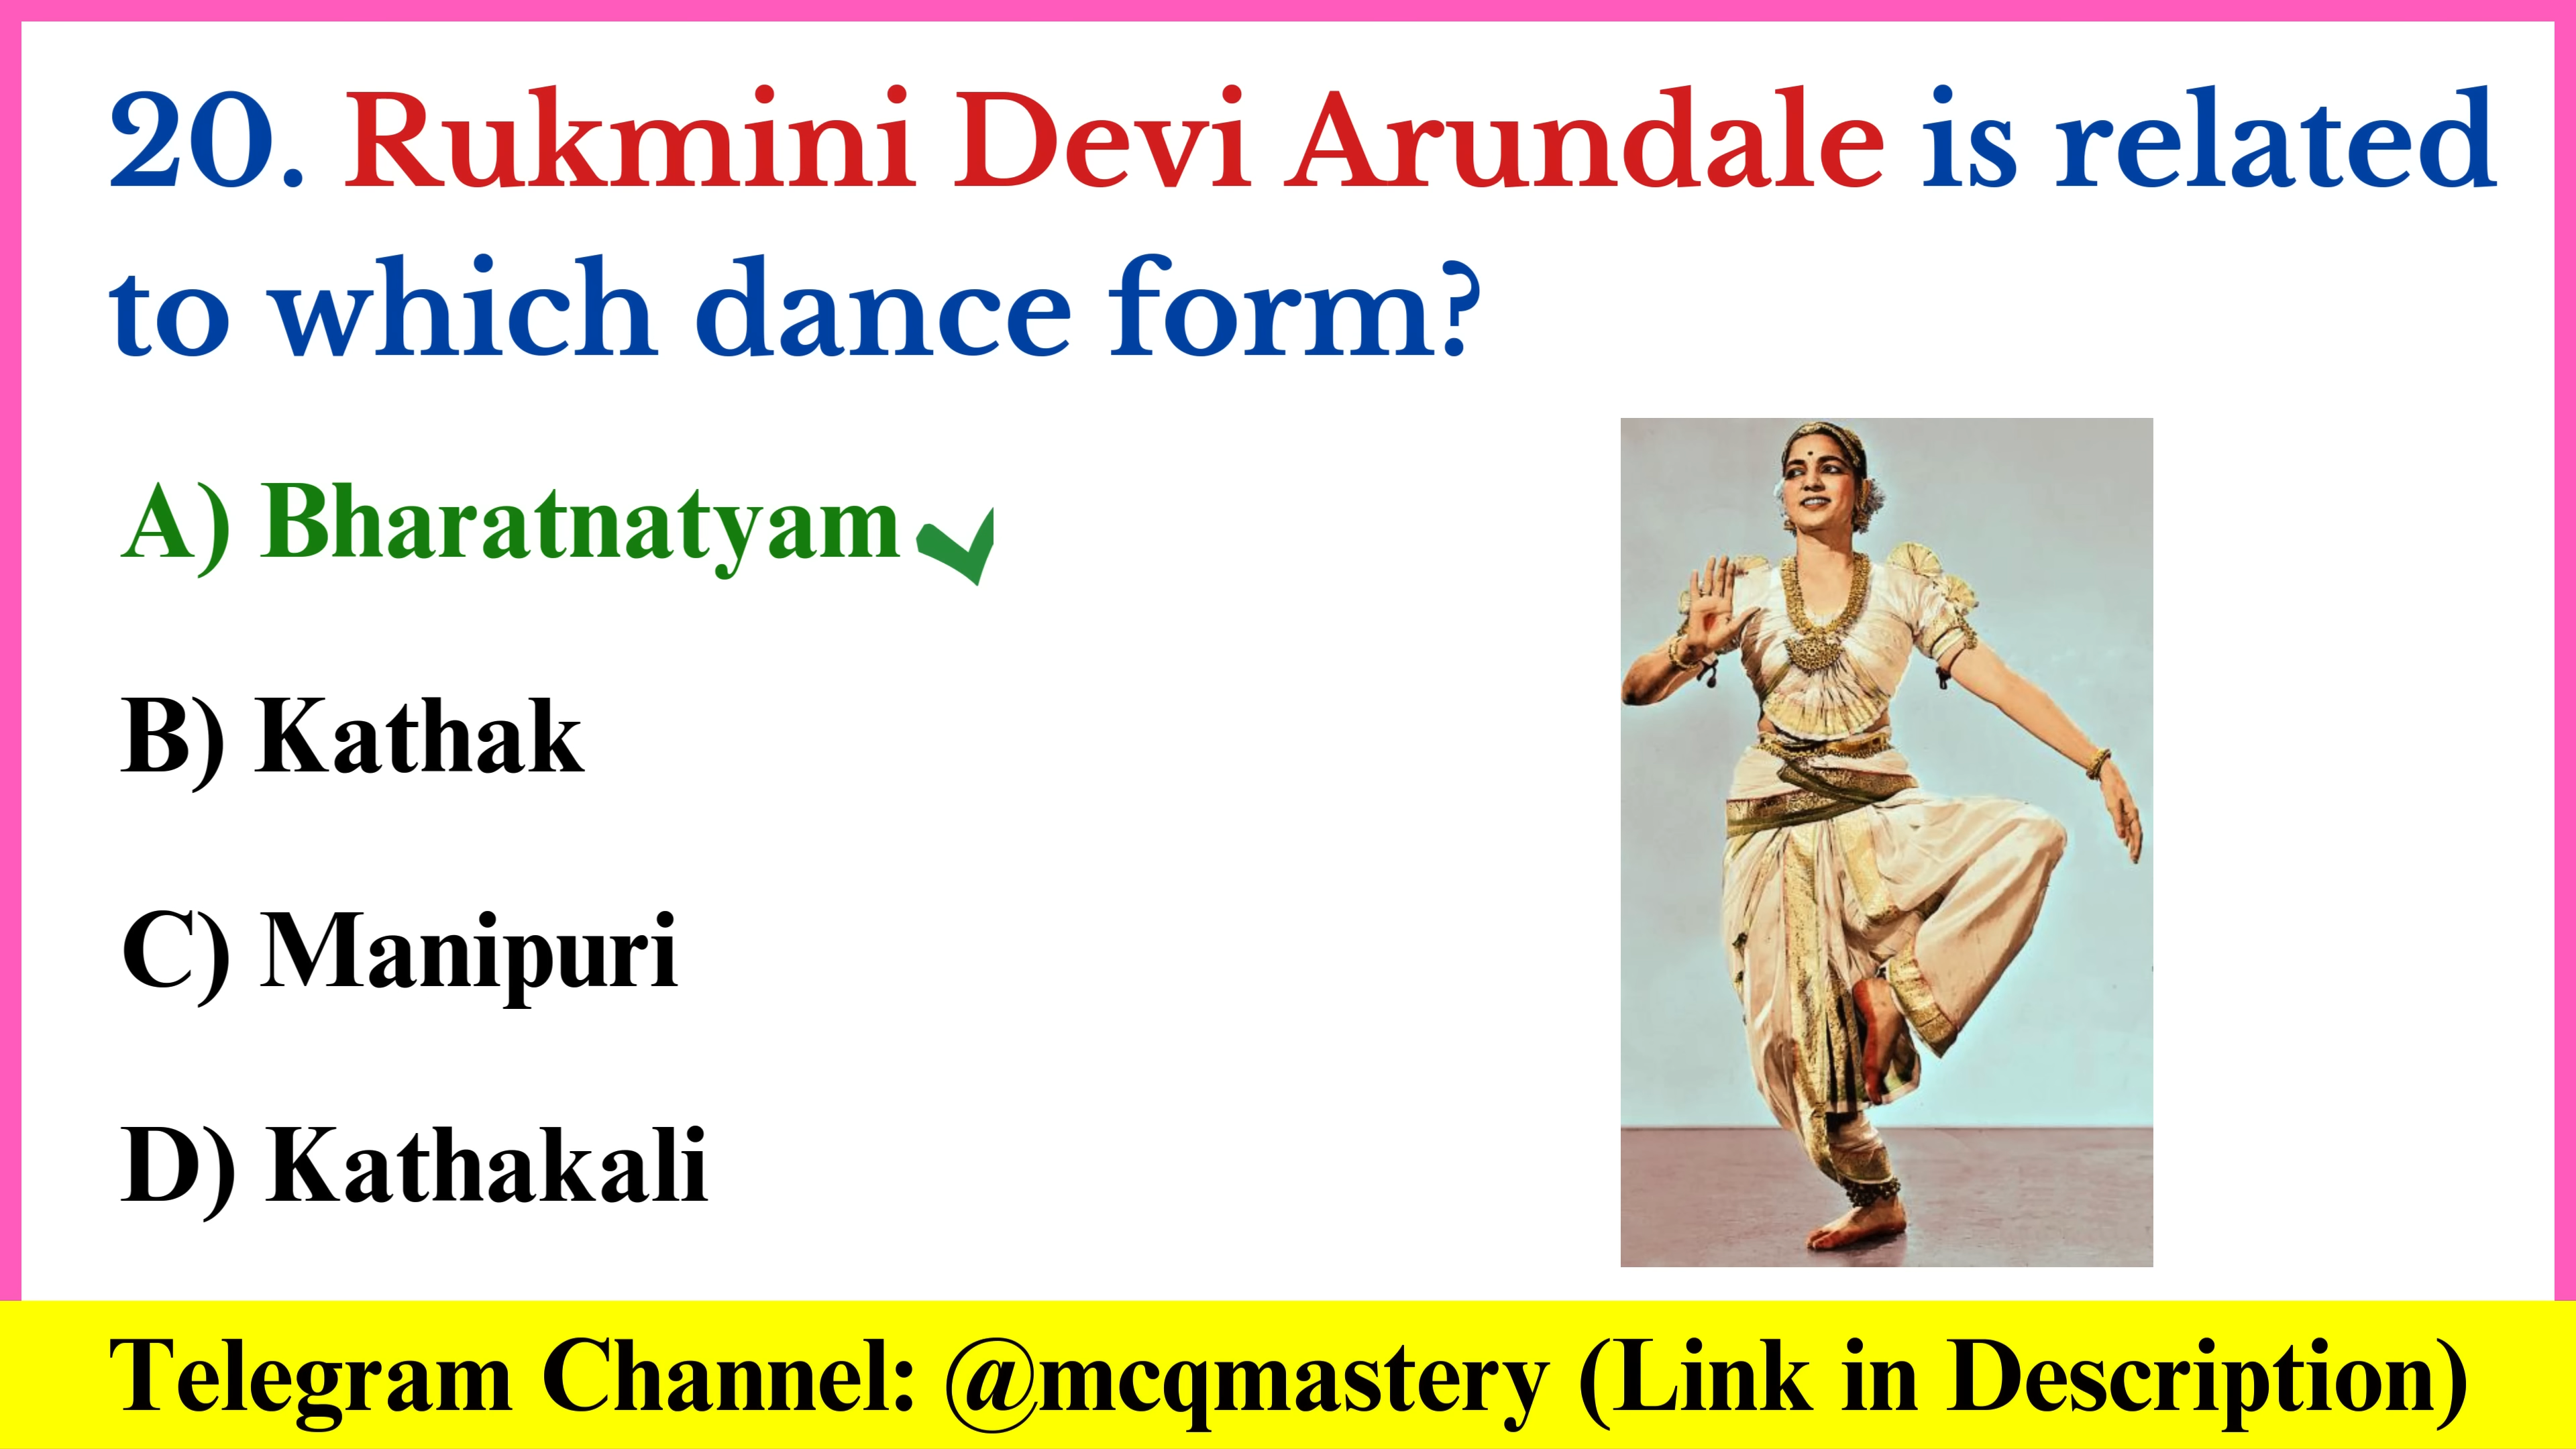 20. Rukmini Devi Arundale is related
to which dance form?
A) Bharatnatyam
B) Kathak
C) Manipuri
D) Kathakali
Telegram Channel: @mcqmastery (Link in Description)